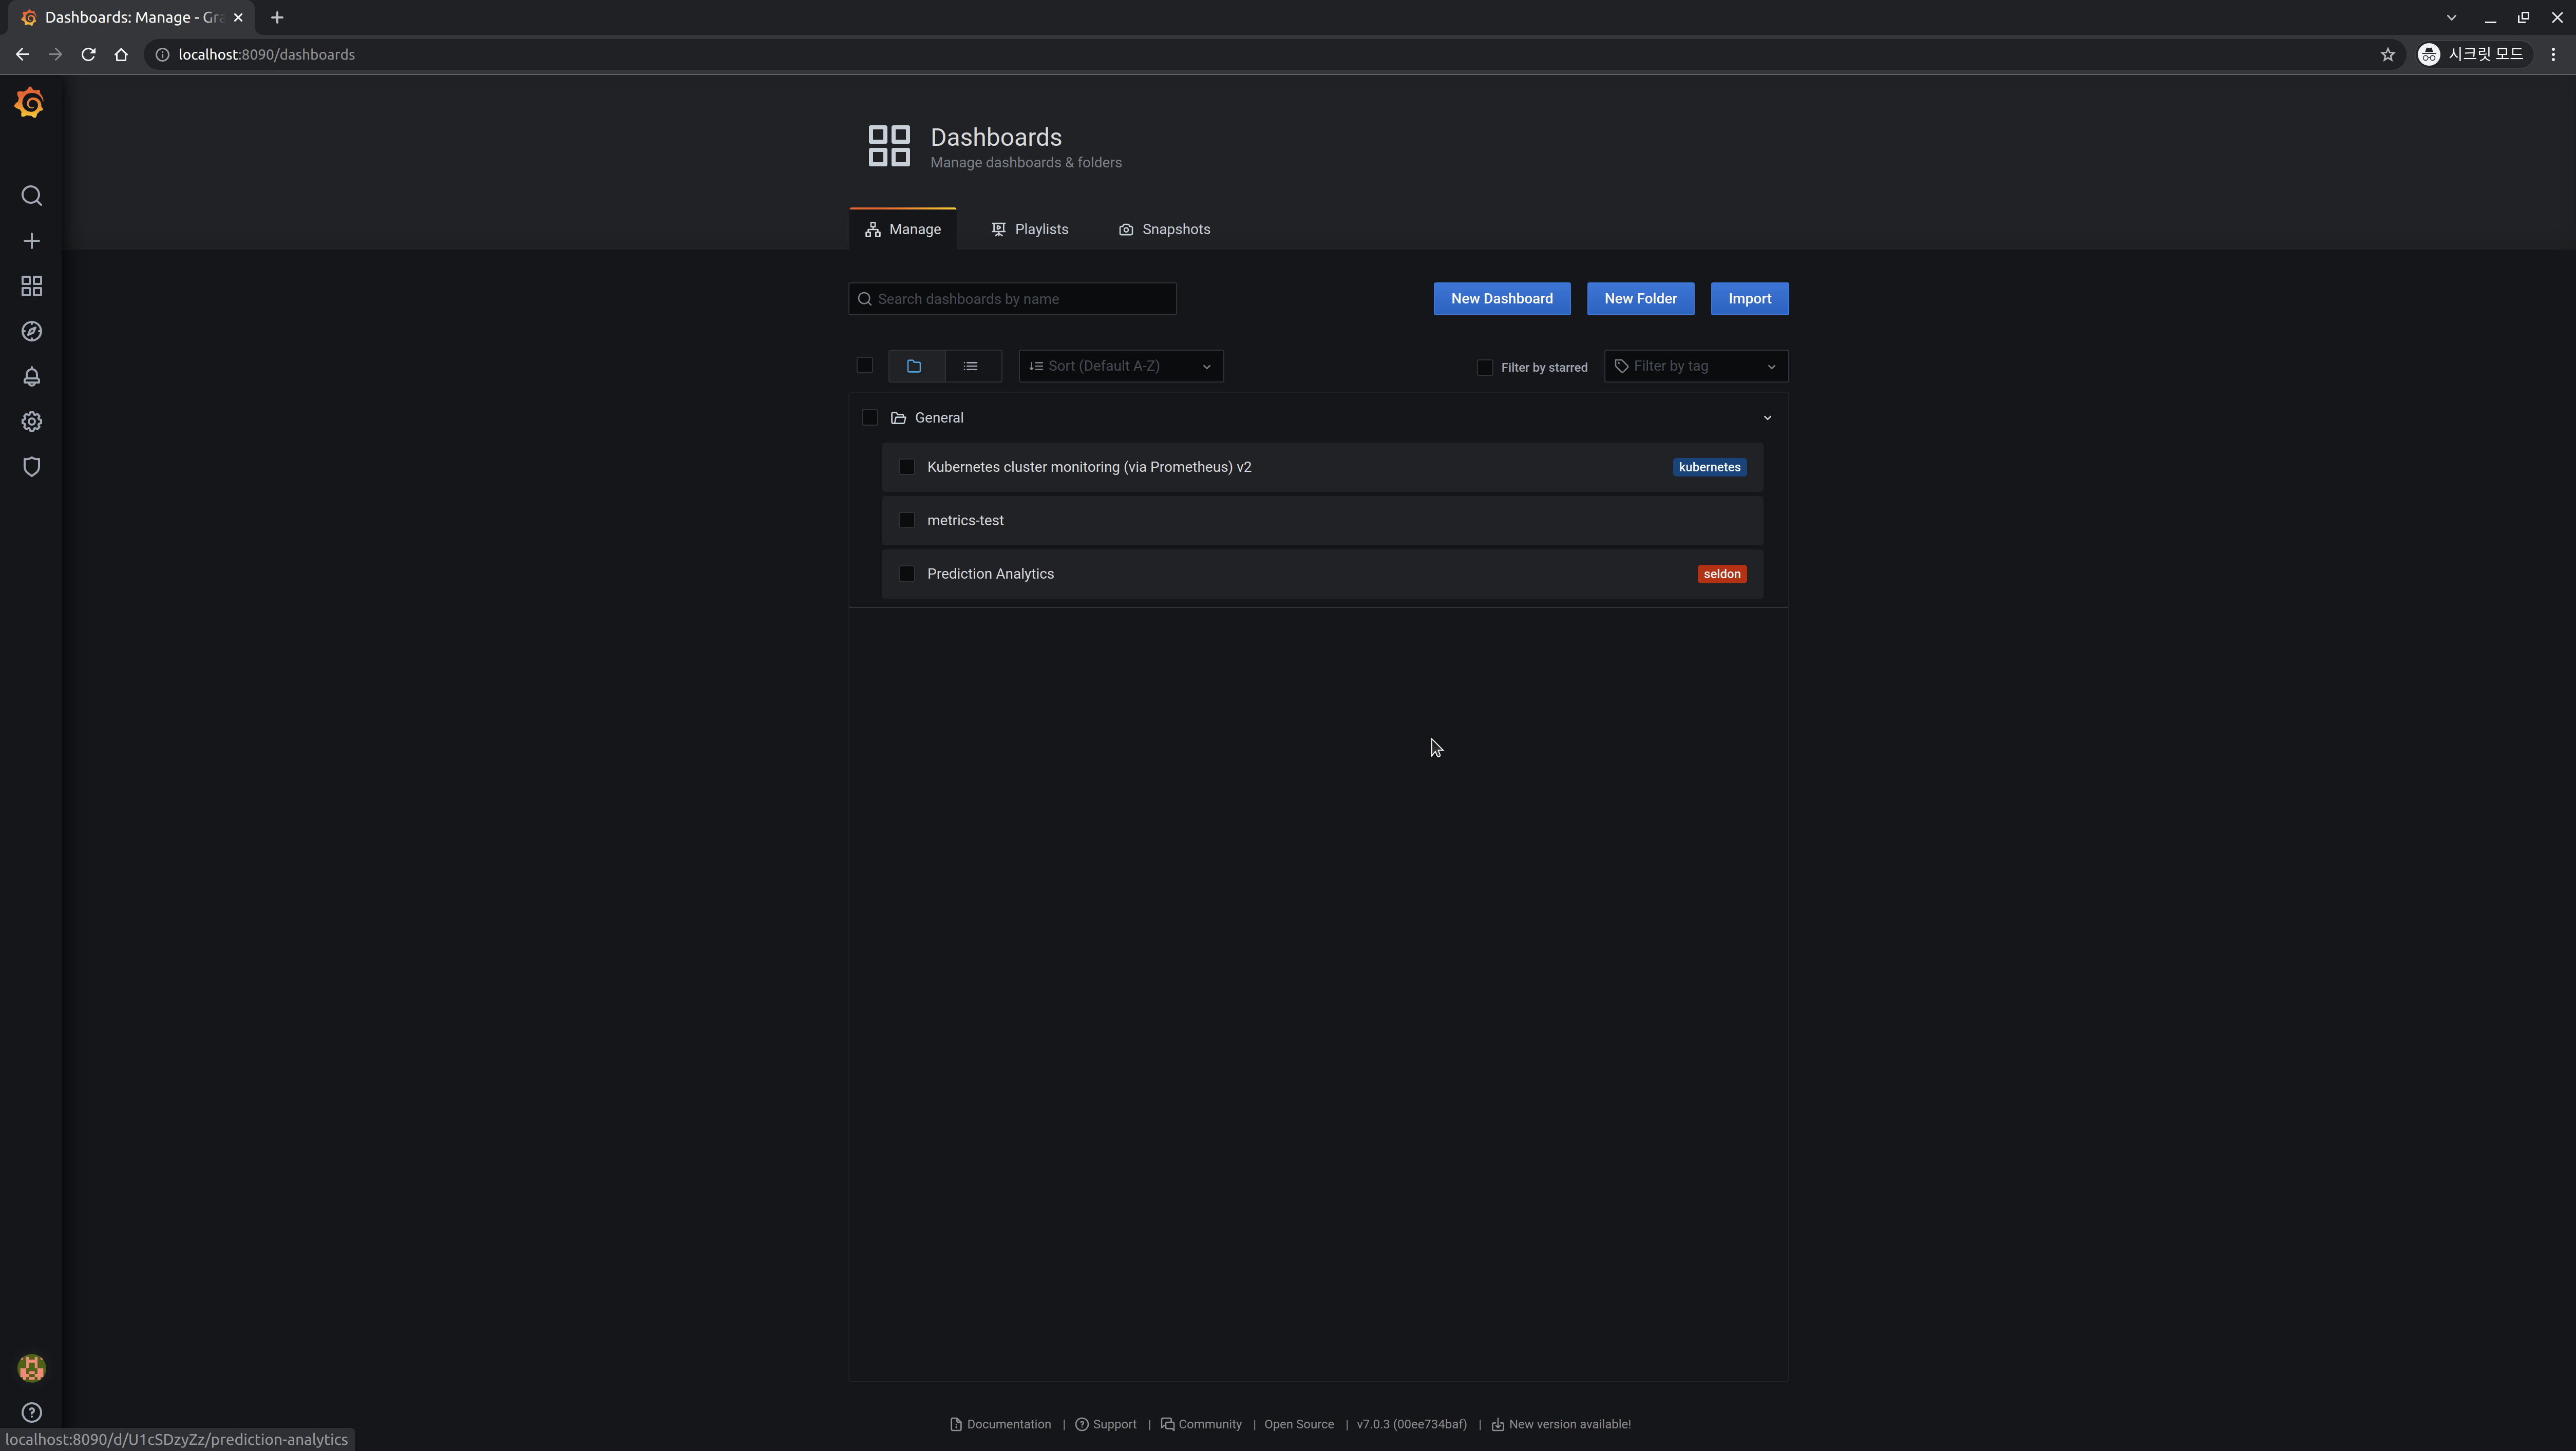 Dashboards: Manage - Gra
localhost:8090/dashboards
시크릿 모드
Dashboards
Manage dashboards & folders
Manage
Playlists
Snapshots
Search dashboards by name
New Dashboard
New Folder
Import
Sort (Default A-Z)
Filter by starred
Filter by tag
General
Kubernetes cluster monitoring (via Prometheus) v2
kubernetes
metrics-test
Prediction Analytics
seldon
Documentation | Support | Community | Open Source | v7.0.3 (00ee734baf) | New version available!
localhost:8090/d/U1cSDzyZz/prediction-analytics